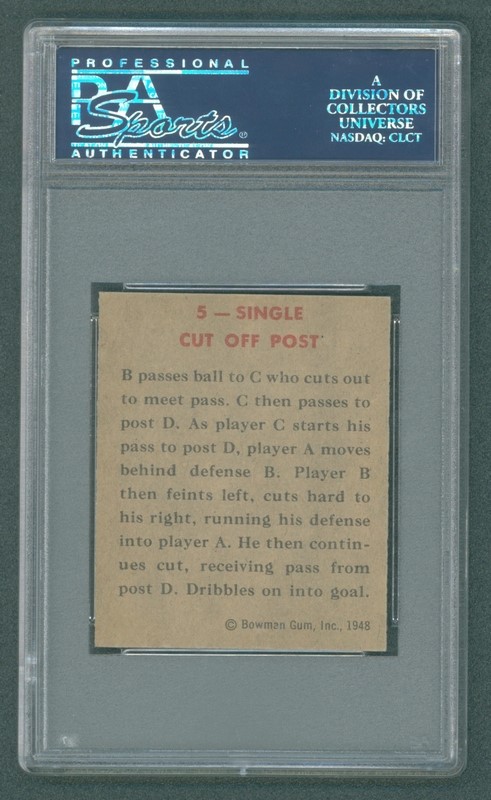 PROFESSIONAL
PSA
Sports®
AUTHENTICATOR
A
DIVISION OF
COLLECTORS
UNIVERSE
NASDAQ: CLCT
5 — SINGLE
CUT OFF POST
B passes ball to C who cuts out
to meet pass. C then passes to
post D. As player C starts his
pass to post D, player A moves
behind defense B. Player B
then feints left, cuts hard to
his right, running his defense
into player A. He then contin-
ues cut, receiving pass from
post D. Dribbles on into goal.
© Bowman Gum, Inc., 1948